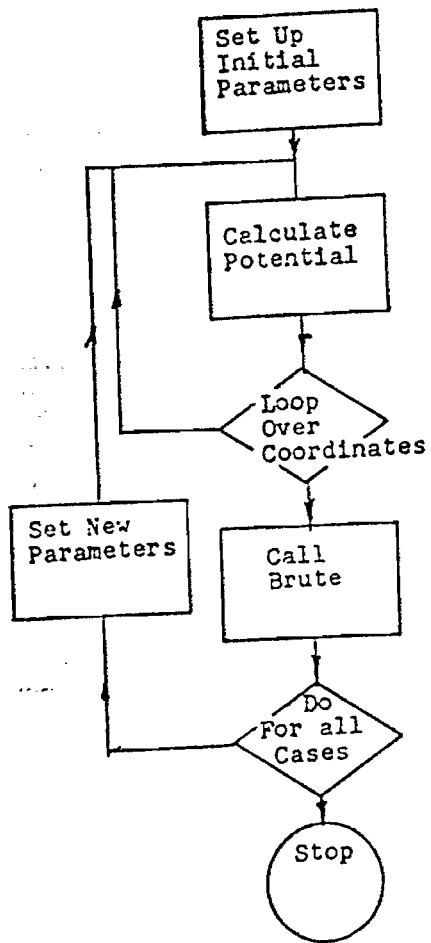 Set Up
Initial
Parameters
Calculate
Potential
Loop
Over
Coordinates
Set New
Parameters
Call
Brute
Do
For all
Cases
Stop